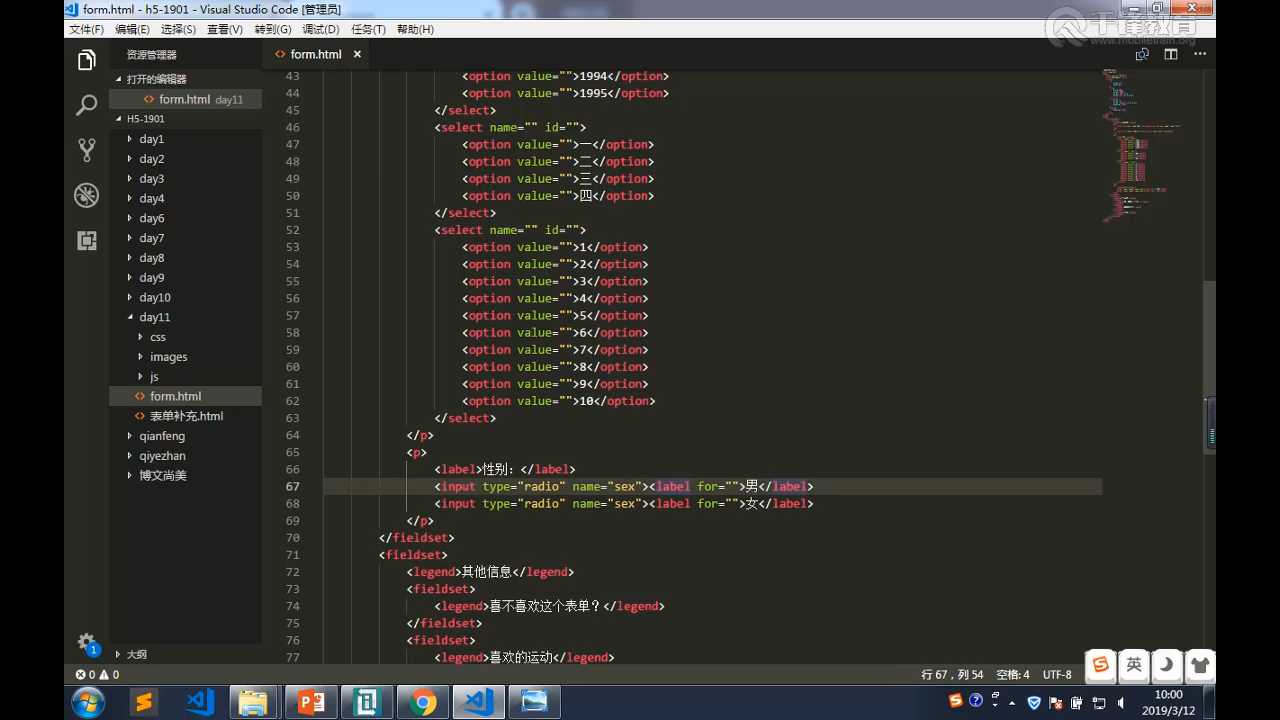 form.html - h5-1901 - Visual Studio Code [管理员]
千锋教育
www.mobiletrain.org
文件(F) 编辑(E) 选择(S) 查看(V) 转到(G) 调试(D) 任务(T) 帮助(H)
资源管理器
form.html ×
打开的编辑器
form.html day11
H5-1901
day1
day2
day3
day4
day6
day7
day8
day9
day10
day11
css
images
js
form.html
表单补充.html
qianfeng
qiyezhan
博文尚美
大纲
43 <option value="">1994</option>
44 <option value="">1995</option>
45 </select>
46 <select name="" id="">
47 <option value="">一</option>
48 <option value="">二</option>
49 <option value="">三</option>
50 <option value="">四</option>
51 </select>
52 <select name="" id="">
53 <option value="">1</option>
54 <option value="">2</option>
55 <option value="">3</option>
56 <option value="">4</option>
57 <option value="">5</option>
58 <option value="">6</option>
59 <option value="">7</option>
60 <option value="">8</option>
61 <option value="">9</option>
62 <option value="">10</option>
63 </select>
64 </p>
65 <p>
66 <label>性别：</label>
67 <input type="radio" name="sex"><label for="">男</label>
68 <input type="radio" name="sex"><label for="">女</label>
69 </p>
70 </fieldset>
71 <fieldset>
72 <legend>其他信息</legend>
73 <fieldset>
74 <legend>喜不喜欢这个表单？</legend>
75 </fieldset>
76 <fieldset>
77 <legend>喜欢的运动</legend>
1
0 0
行 67, 列 54 空格: 4 UTF-8
英
10:00
2019/3/12